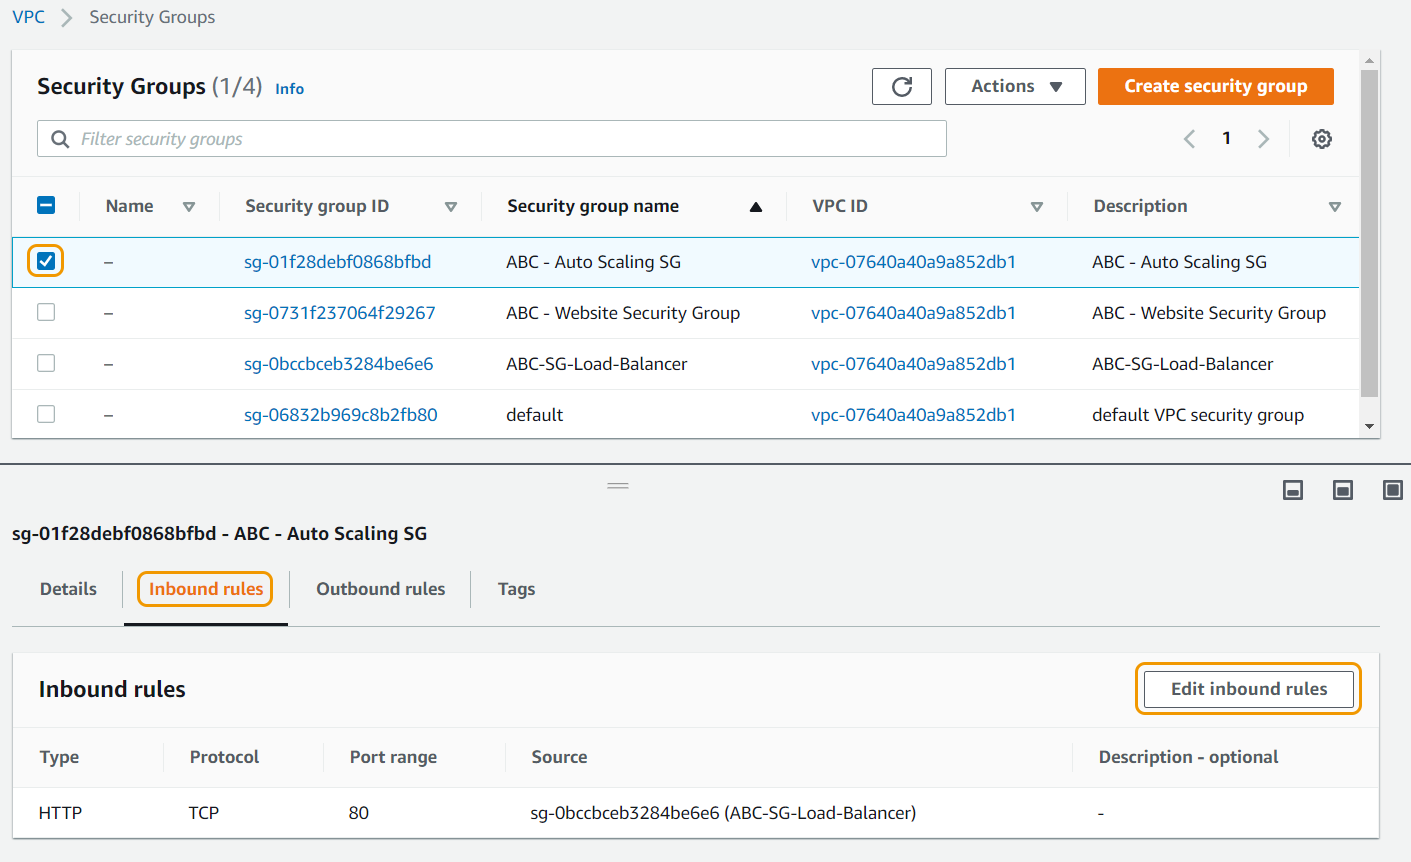 VPC > Security Groups
Security Groups (1/4) Info
Actions
Create security group
Filter security groups
1
Name Security group ID Security group name VPC ID Description
– sg-01f28debf0868bfbd ABC - Auto Scaling SG vpc-07640a40a9a852db1 ABC - Auto Scaling SG
– sg-0731f237064f29267 ABC - Website Security Group vpc-07640a40a9a852db1 ABC - Website Security Group
– sg-0bccbceb3284be6e6 ABC-SG-Load-Balancer vpc-07640a40a9a852db1 ABC-SG-Load-Balancer
– sg-06832b969c8b2fb80 default vpc-07640a40a9a852db1 default VPC security group
sg-01f28debf0868bfbd - ABC - Auto Scaling SG
Details Inbound rules Outbound rules Tags
Inbound rules
Edit inbound rules
Type Protocol Port range Source Description - optional
HTTP TCP 80 sg-0bccbceb3284be6e6 (ABC-SG-Load-Balancer) -